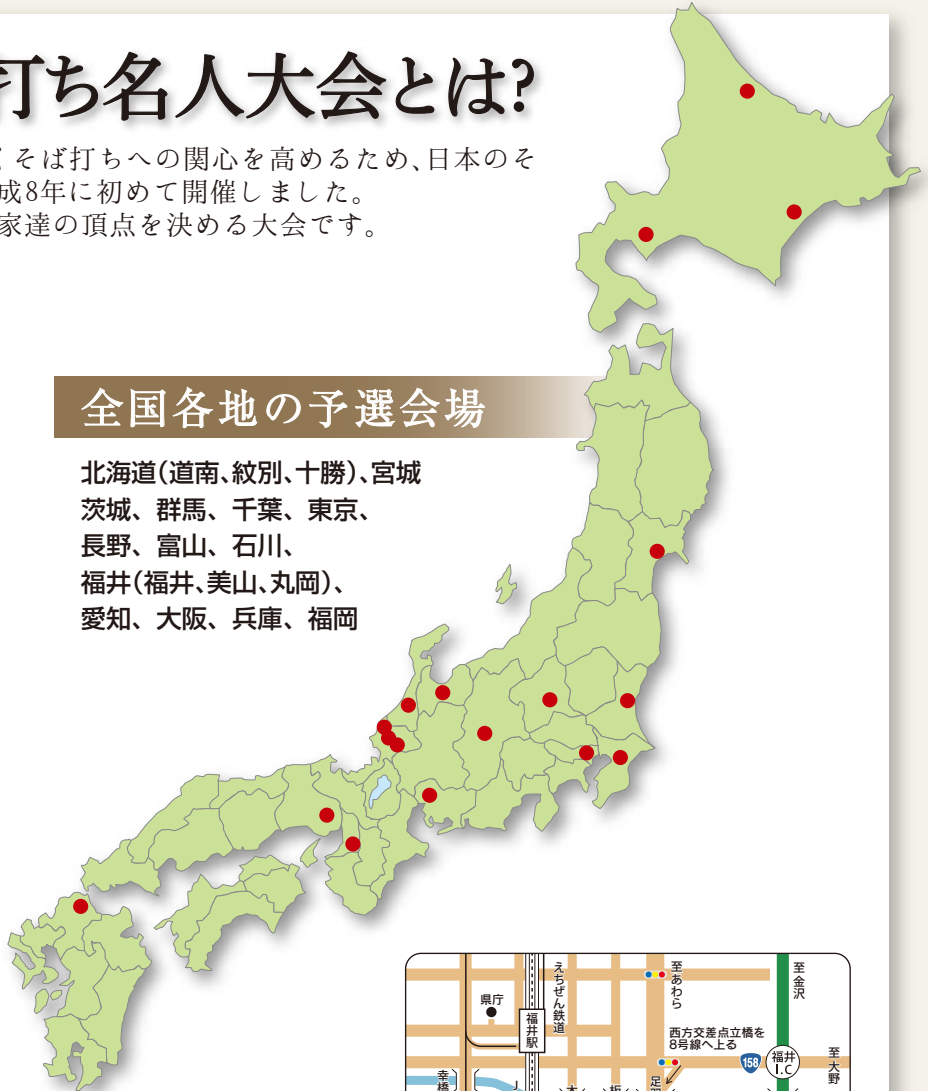 打ち名人大会とは?
そば打ちへの関心を高めるため、日本のそ
成8年に初めて開催しました。
家達の頂点を決める大会です。
全国各地の予選会場
北海道(道南、紋別、十勝)、宮城
茨城、群馬、千葉、東京、
長野、富山、石川、
福井(福井、美山、丸岡)、
愛知、大阪、兵庫、福岡
えちぜん鉄道
至あわら
至金沢
県庁
福井駅
西方交差点立橋を
8号線へ上る
158
福井
I.C
至大野
幸橋